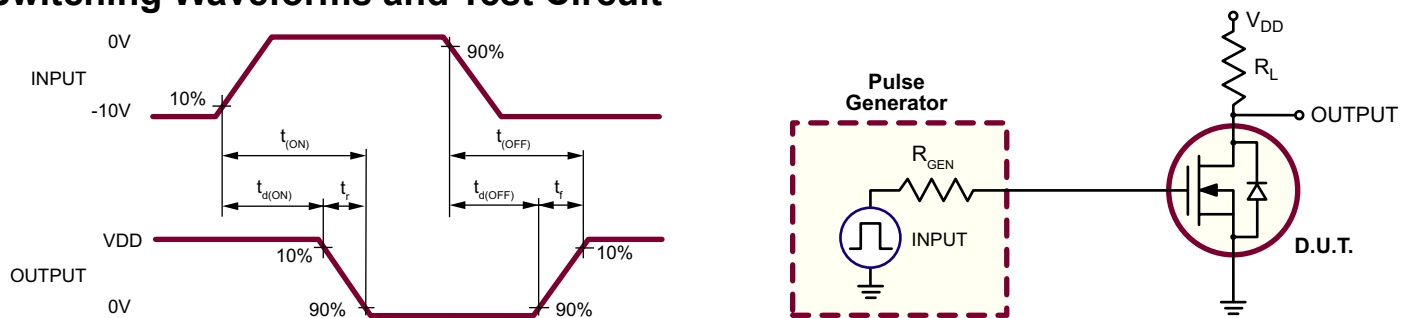 Switching Waveforms and Test Circuit
0V
INPUT
-10V
10%
90%
t(ON)
t(OFF)
td(ON)
tr
td(OFF)
tf
VDD
OUTPUT
0V
10%
90%
10%
90%
Pulse
Generator
RGEN
INPUT
VDD
RL
OUTPUT
D.U.T.